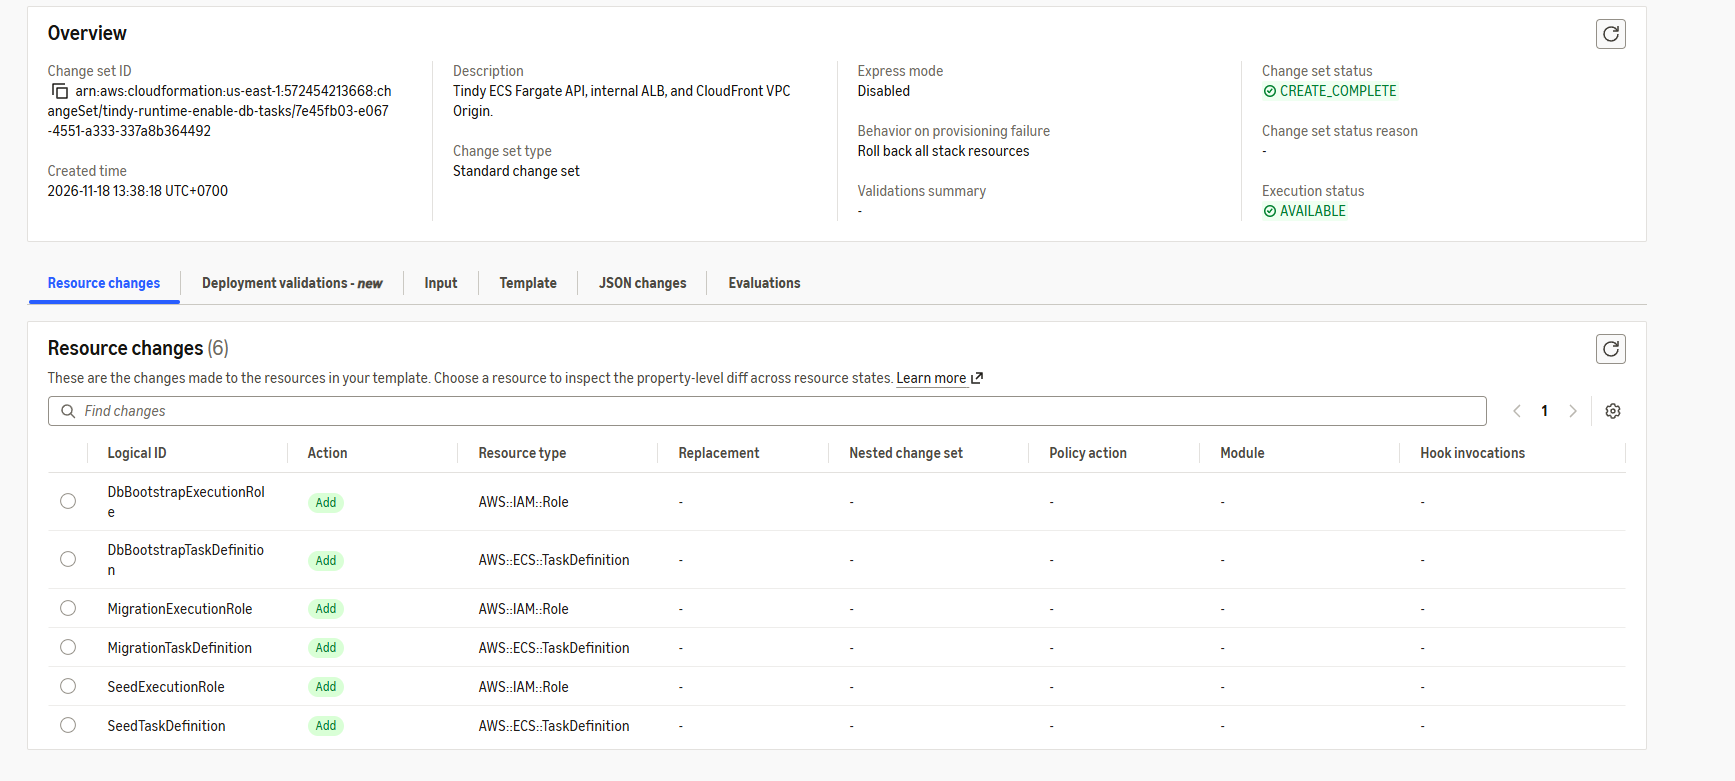 Overview
Change set ID
arn:aws:cloudformation:us-east-1:572454213668:ch
angeSet/tindy-runtime-enable-db-tasks/7e45fb03-e067
-4551-a333-337a8b364492
Created time
2026-11-18 13:38:18 UTC+0700
Description
Tindy ECS Fargate API, internal ALB, and CloudFront VPC
Origin.
Change set type
Standard change set
Express mode
Disabled
Behavior on provisioning failure
Roll back all stack resources
Validations summary
-
Change set status
CREATE_COMPLETE
Change set status reason
-
Execution status
AVAILABLE
Resource changes
Deployment validations - new
Input
Template
JSON changes
Evaluations
Resource changes (6)
These are the changes made to the resources in your template. Choose a resource to inspect the property-level diff across resource states. Learn more
Find changes
1
Logical ID Action Resource type Replacement Nested change set Policy action Module Hook invocations
DbBootstrapExecutionRol
e
Add AWS::IAM::Role - - - - -
DbBootstrapTaskDefinitio
n
Add AWS::ECS::TaskDefinition - - - - -
MigrationExecutionRole Add AWS::IAM::Role - - - - -
MigrationTaskDefinition Add AWS::ECS::TaskDefinition - - - - -
SeedExecutionRole Add AWS::IAM::Role - - - - -
SeedTaskDefinition Add AWS::ECS::TaskDefinition - - - - -